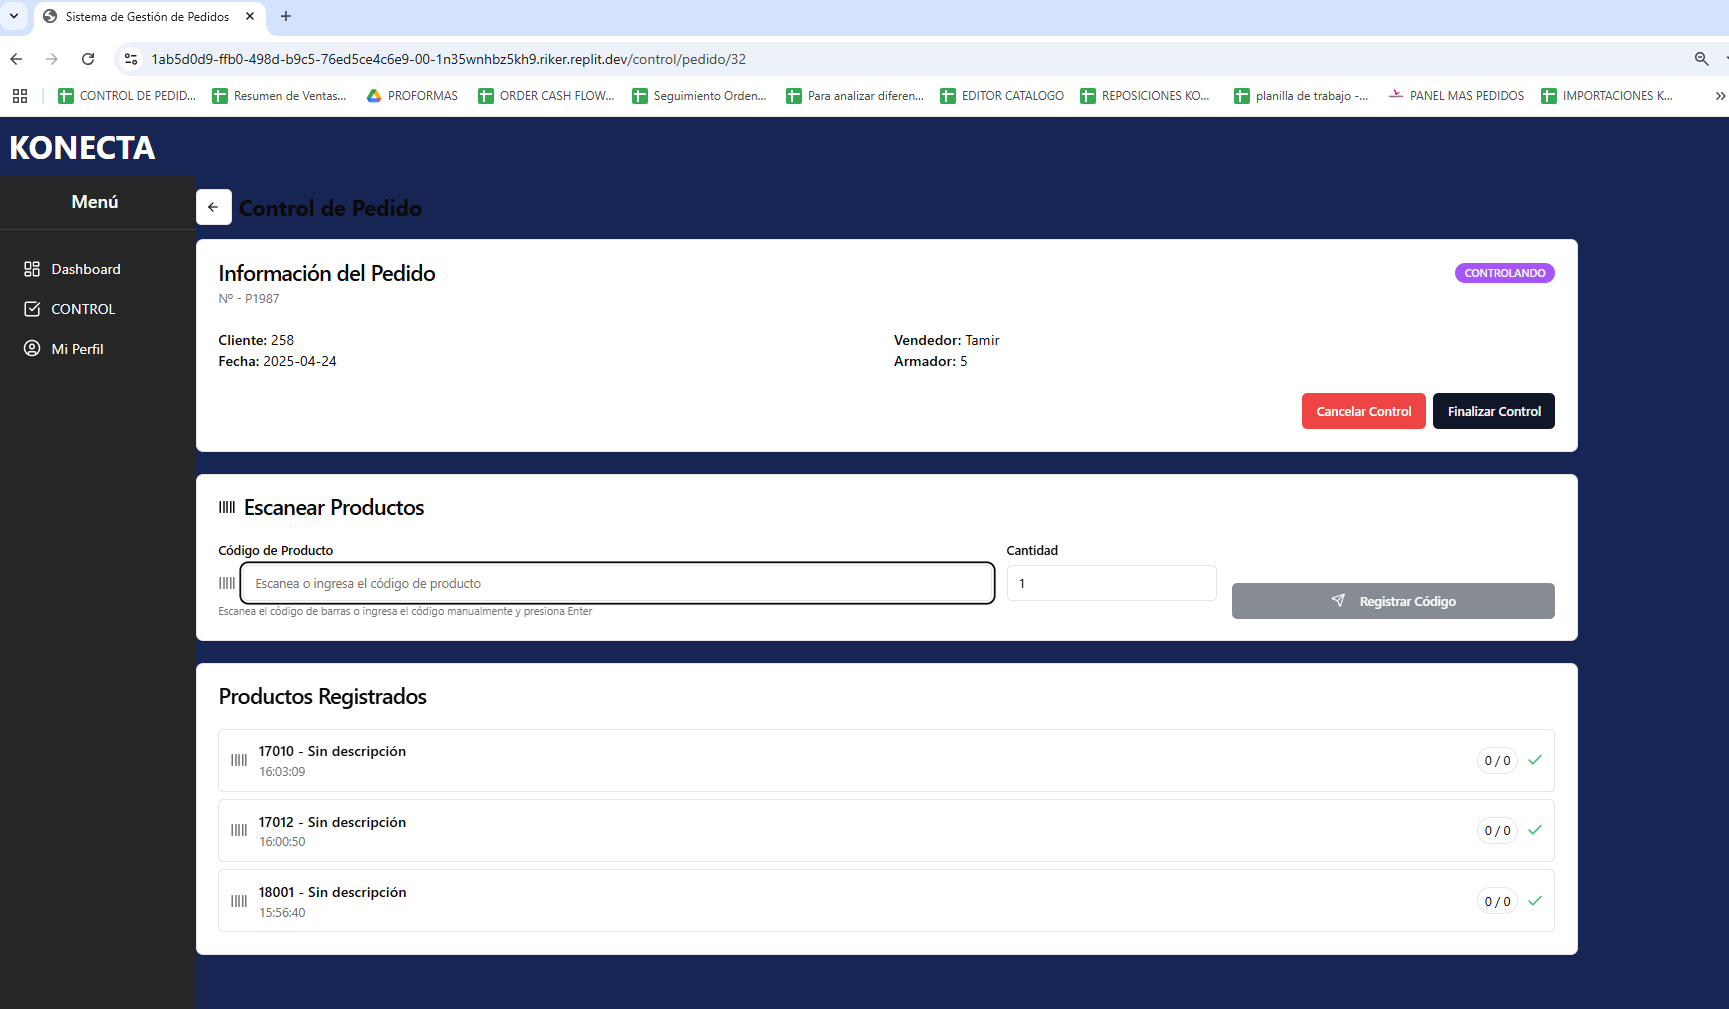 Sistema de Gestión de Pedidos
1ab5d0d9-ffb0-498d-b9c5-76ed5ce4c6e9-00-1n35wnhbz5kh9.riker.replit.dev/control/pedido/32
CONTROL DE PEDID... Resumen de Ventas... PROFORMAS ORDER CASH FLOW... Seguimiento Orden... Para analizar diferen... EDITOR CATALOGO REPOSICIONES KO... planilla de trabajo -... PANEL MAS PEDIDOS IMPORTACIONES K...
KONECTA
Menú
Dashboard
CONTROL
Mi Perfil
Control de Pedido
Información del Pedido
CONTROLANDO
Nº - P1987
Cliente: 258
Vendedor: Tamir
Fecha: 2025-04-24
Armador: 5
Cancelar Control
Finalizar Control
Escanear Productos
Código de Producto
Cantidad
Escanea o ingresa el código de producto
1
Registrar Código
Escanea el código de barras o ingresa el código manualmente y presiona Enter
Productos Registrados
17010 - Sin descripción
16:03:09
0 / 0
17012 - Sin descripción
16:00:50
0 / 0
18001 - Sin descripción
15:56:40
0 / 0